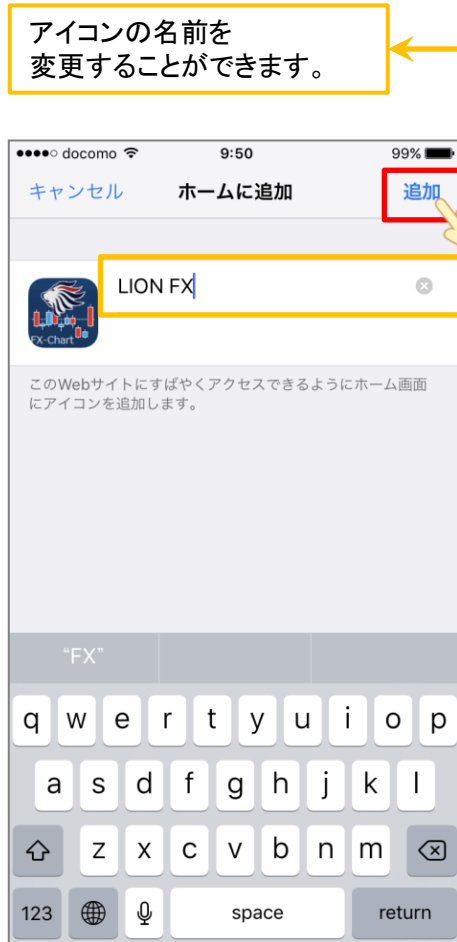 アイコンの名前を
変更することができます。
docomo 9:50 99%
キャンセル ホームに追加 追加
LION FX
FX-Chart
このWebサイトにすばやくアクセスできるようにホーム画面
にアイコンを追加します。
“FX”
q w e r t y u i o p
a s d f g h j k l
z x c v b n m
123 space return